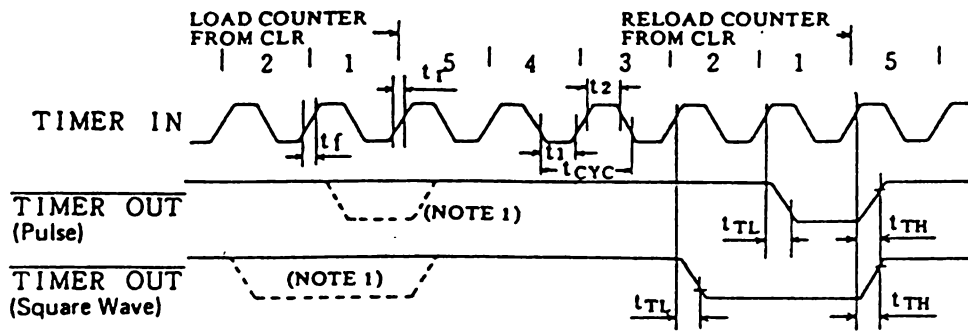 LOAD COUNTER
FROM CLR
RELOAD COUNTER
FROM CLR
2 1 5 4 3 2 1 5
tr
t2
TIMER IN
tf
t1
tCYC
TIMER OUT
(Pulse)
(NOTE 1)
tTL
tTH
TIMER OUT
(Square Wave)
(NOTE 1)
tTL
tTH